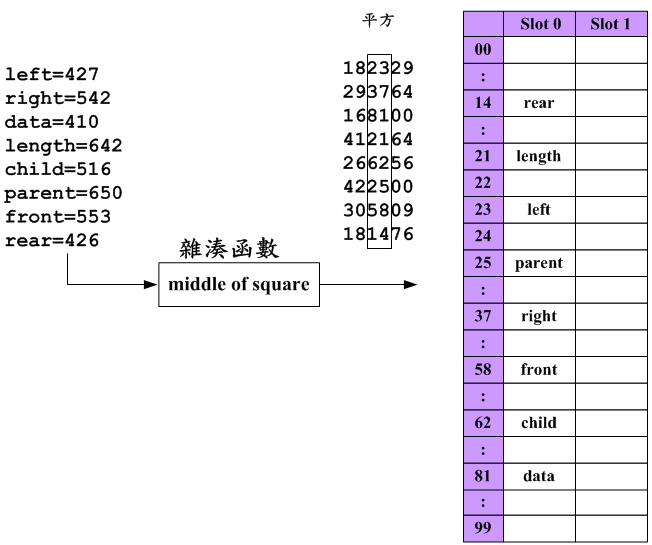 平方
left=427
right=542
data=410
length=642
child=516
parent=650
front=553
rear=426
182329
293764
168100
412164
266256
422500
305809
181476
雜湊函數
middle of square
Slot 0 Slot 1
00
:
14 rear
:
21 length
22
23 left
24
25 parent
:
37 right
:
58 front
:
62 child
:
81 data
:
99